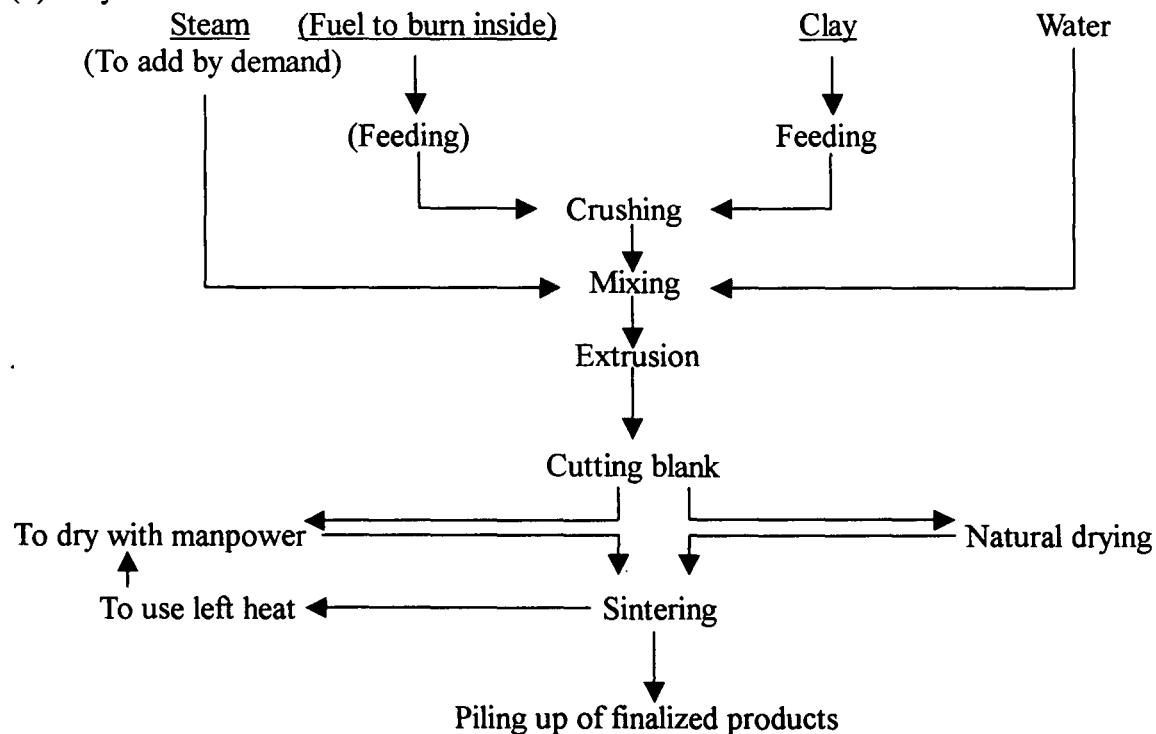 Steam (Fuel to burn inside) Clay Water
(To add by demand)
(Feeding) Feeding
Crushing
Mixing
Extrusion
Cutting blank
To dry with manpower Natural drying
To use left heat Sintering
Piling up of finalized products